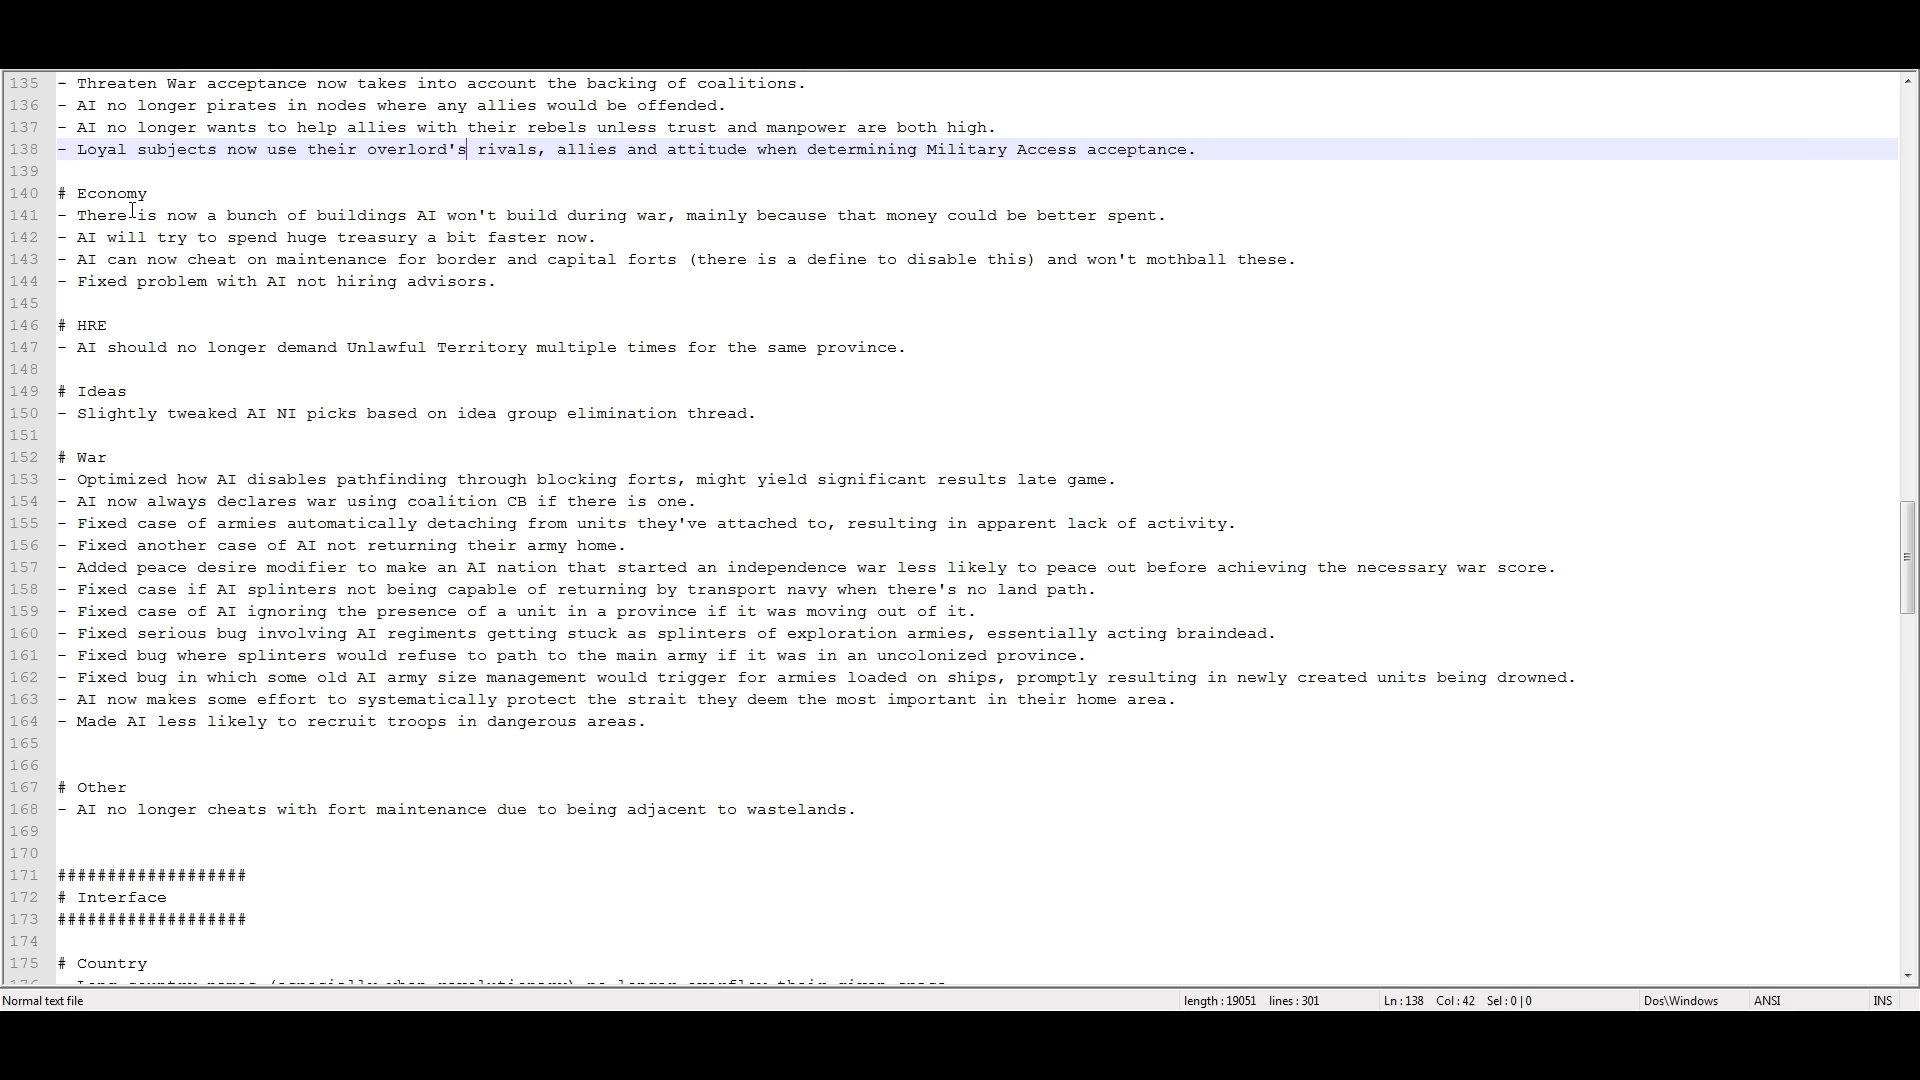 135 - Threaten War acceptance now takes into account the backing of coalitions.
136 - AI no longer pirates in nodes where any allies would be offended.
137 - AI no longer wants to help allies with their rebels unless trust and manpower are both high.
138 - Loyal subjects now use their overlord's rivals, allies and attitude when determining Military Access acceptance.
139
140 # Economy
141 - There is now a bunch of buildings AI won't build during war, mainly because that money could be better spent.
142 - AI will try to spend huge treasury a bit faster now.
143 - AI can now cheat on maintenance for border and capital forts (there is a define to disable this) and won't mothball these.
144 - Fixed problem with AI not hiring advisors.
145
146 # HRE
147 - AI should no longer demand Unlawful Territory multiple times for the same province.
148
149 # Ideas
150 - Slightly tweaked AI NI picks based on idea group elimination thread.
151
152 # War
153 - Optimized how AI disables pathfinding through blocking forts, might yield significant results late game.
154 - AI now always declares war using coalition CB if there is one.
155 - Fixed case of armies automatically detaching from units they've attached to, resulting in apparent lack of activity.
156 - Fixed another case of AI not returning their army home.
157 - Added peace desire modifier to make an AI nation that started an independence war less likely to peace out before achieving the necessary war score.
158 - Fixed case if AI splinters not being capable of returning by transport navy when there's no land path.
159 - Fixed case of AI ignoring the presence of a unit in a province if it was moving out of it.
160 - Fixed serious bug involving AI regiments getting stuck as splinters of exploration armies, essentially acting braindead.
161 - Fixed bug where splinters would refuse to path to the main army if it was in an uncolonized province.
162 - Fixed bug in which some old AI army size management would trigger for armies loaded on ships, promptly resulting in newly created units being drowned.
163 - AI now makes some effort to systematically protect the strait they deem the most important in their home area.
164 - Made AI less likely to recruit troops in dangerous areas.
165
166
167 # Other
168 - AI no longer cheats with fort maintenance due to being adjacent to wastelands.
169
170
171 ###################
172 # Interface
173 ###################
174
175 # Country
Normal text file length : 19051 lines : 301 Ln : 138 Col : 42 Sel : 0 | 0 Dos\Windows ANSI INS